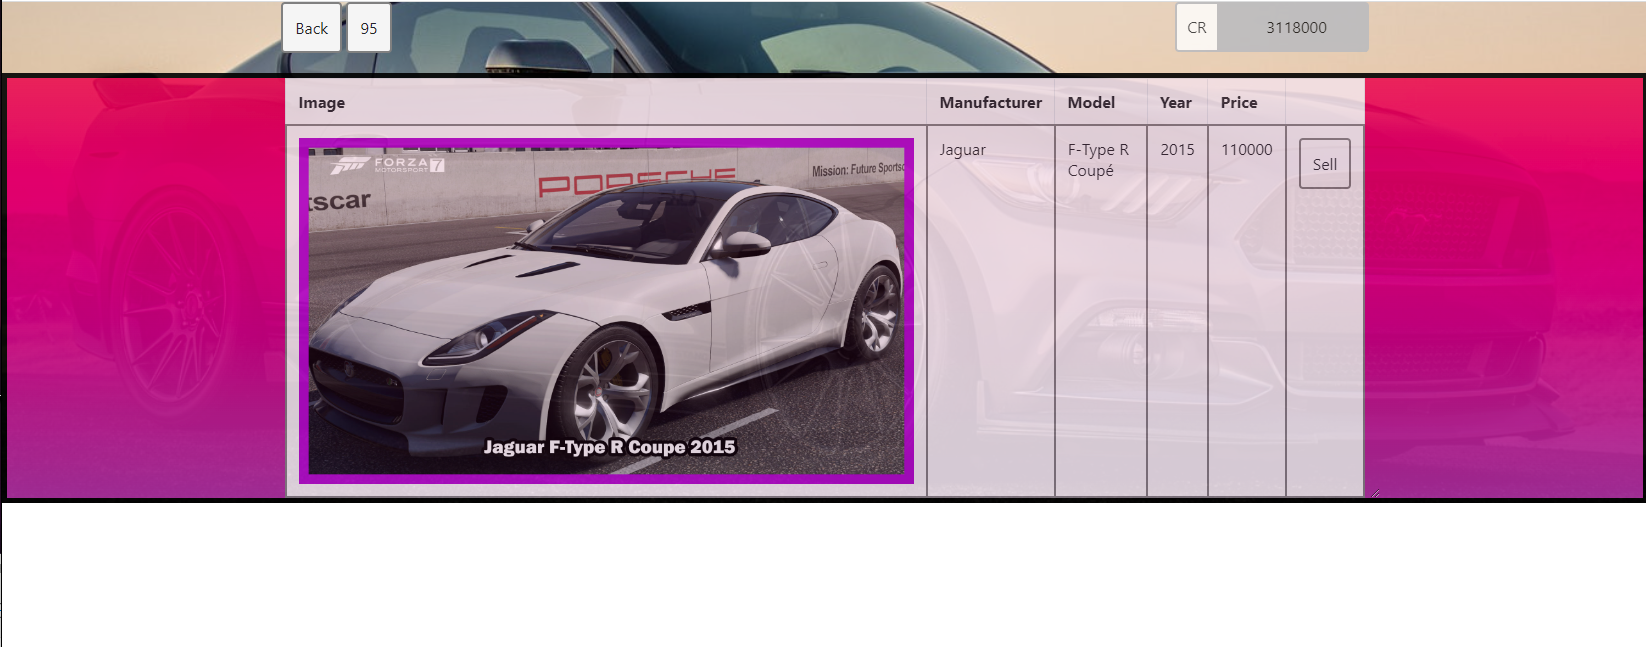 Back 95 CR 3118000
Image Manufacturer Model Year Price
Jaguar F-Type R Coupé 2015 110000 Sell
FORZA 7
MOTORSPORT
PORSCHE
Mission: Future Sportsc
tscar
Jaguar F-Type R Coupe 2015